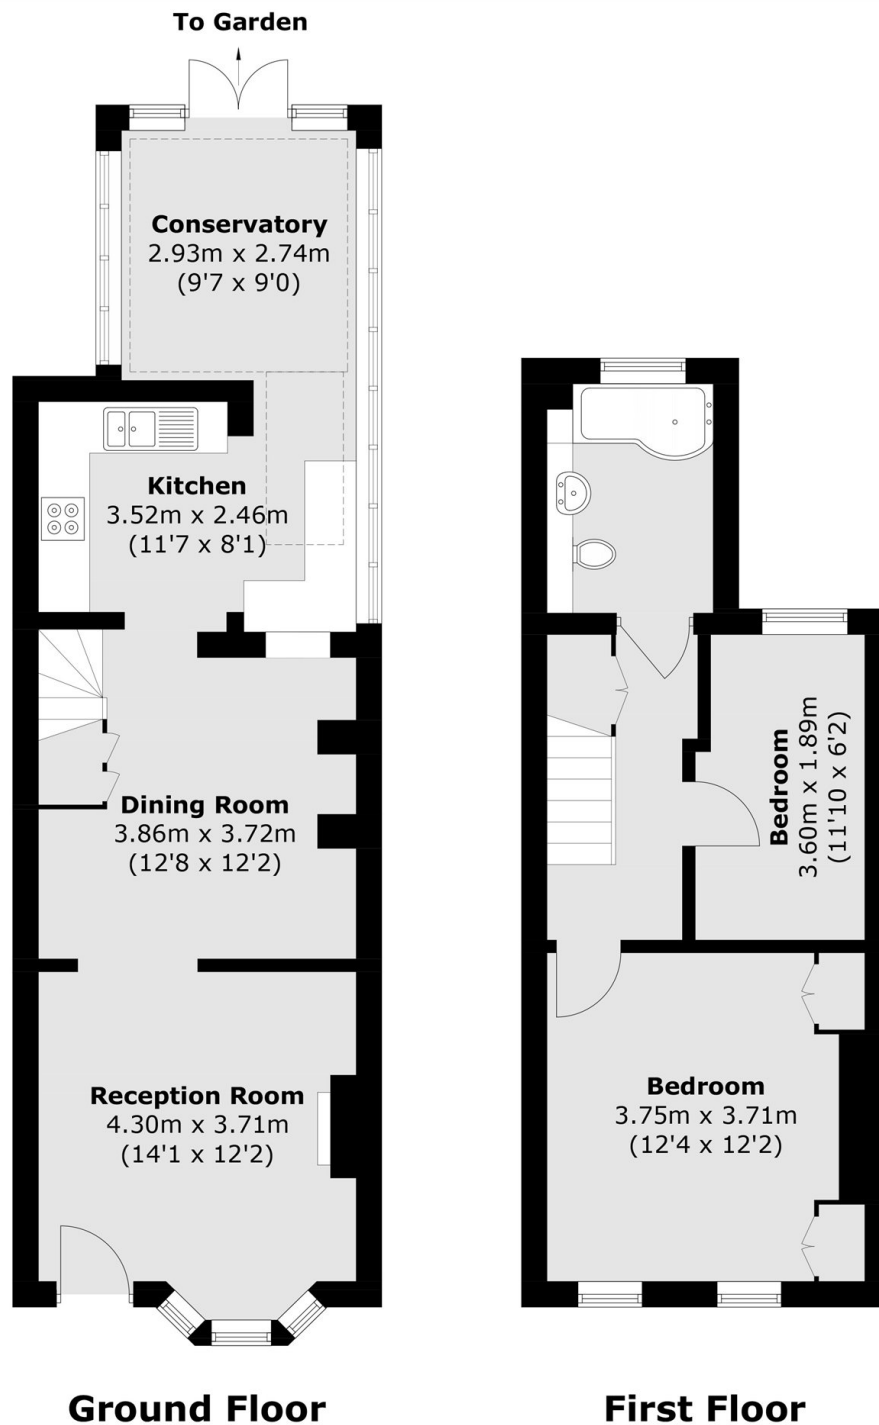 To Garden
Conservatory
2.93m x 2.74m
(9'7 x 9'0)
Kitchen
3.52m x 2.46m
(11'7 x 8'1)
Dining Room
3.86m x 3.72m
(12'8 x 12'2)
Reception Room
4.30m x 3.71m
(14'1 x 12'2)
Ground Floor
Bedroom
3.60m x 1.89m
(11'10 x 6'2)
Bedroom
3.75m x 3.71m
(12'4 x 12'2)
First Floor